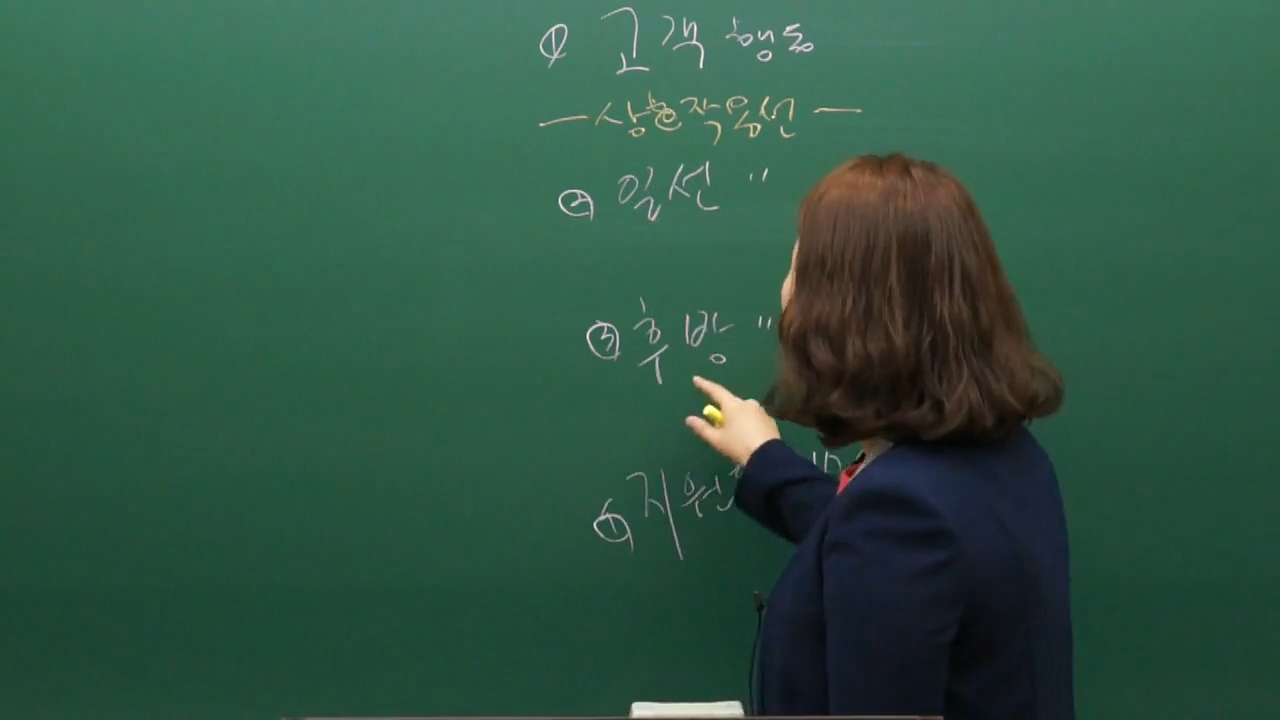 ① 고객 행동
— 상호작용선 —
② 일선 "
③ 후방 "
④ 지원